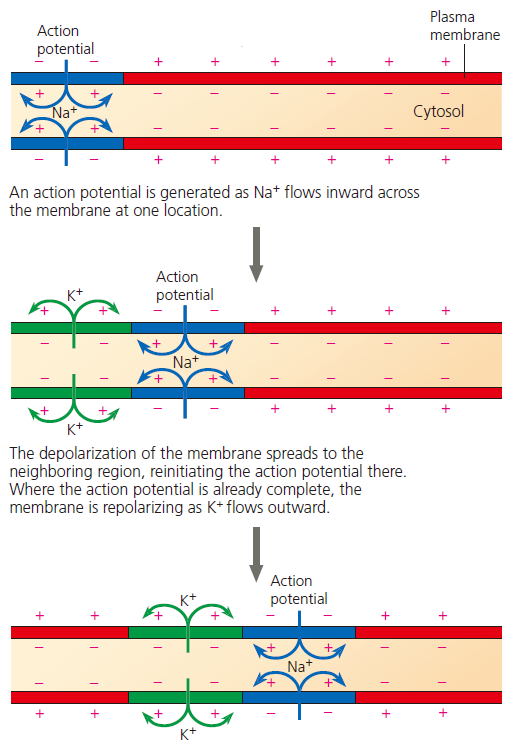 Action
potential
Plasma
membrane
− − + + + + + +
+ + − − − − − −
Na+
Cytosol
+ + − − − − − −
− − + + + + + +
An action potential is generated as Na+ flows inward across
the membrane at one location.
Action
potential
K+
+ + − − + + + +
− − + + − − − −
Na+
− − + + − − − −
+ + − − + + + +
K+
The depolarization of the membrane spreads to the
neighboring region, reinitiating the action potential there.
Where the action potential is already complete, the
membrane is repolarizing as K+ flows outward.
Action
potential
K+
+ + + + − − + +
− − − − + + − −
Na+
− − − − + + − −
+ + + + − − + +
K+